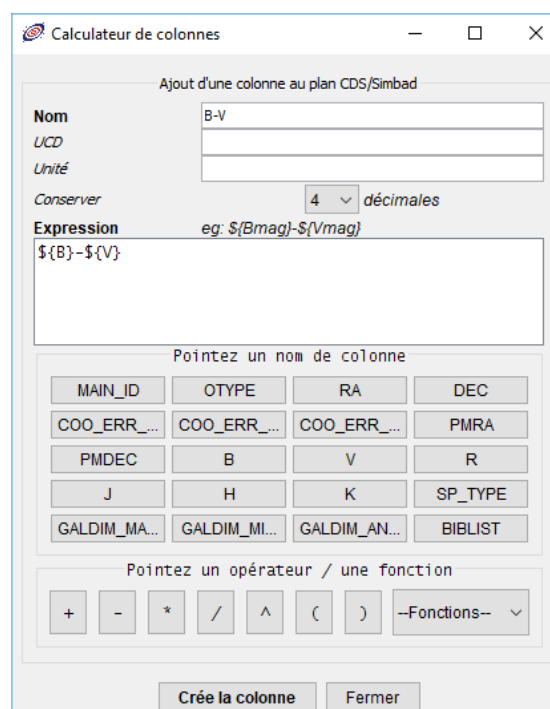 Calculateur de colonnes
Ajout d'une colonne au plan CDS/Simbad
Nom B-V
UCD
Unité
Conserver 4 décimales
Expression eg: ${Bmag}-${Vmag}
${B}-${V}
Pointez un nom de colonne
MAIN_ID OTYPE RA DEC
COO_ERR_... COO_ERR_... COO_ERR_... PMRA
PMDEC B V R
J H K SP_TYPE
GALDIM_MA... GALDIM_MI... GALDIM_AN... BIBLIST
Pointez un opérateur / une fonction
+ - * / ^ ( ) --Fonctions--
Crée la colonne Fermer